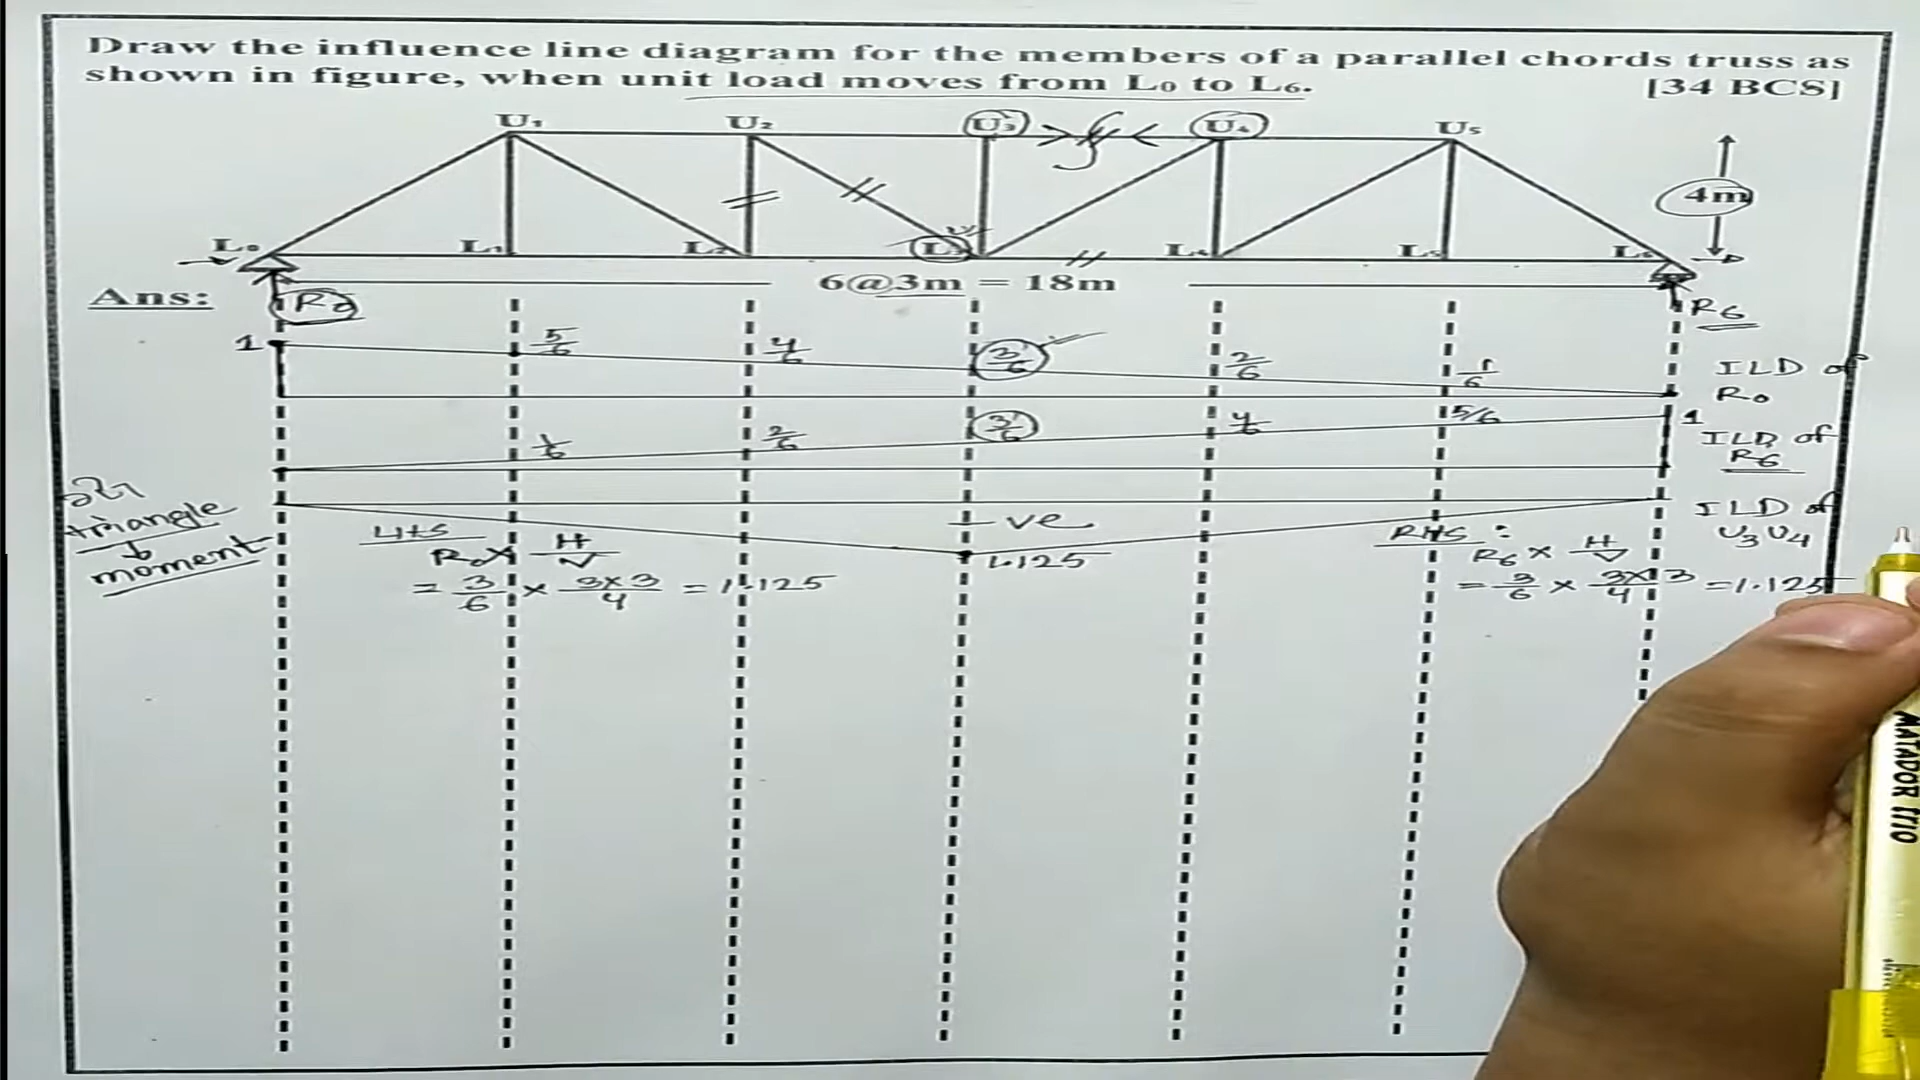 Draw the influence line diagram for the members of a parallel chords truss as
shown in figure, when unit load moves from L₀ to L₆. [34 BCS]
U₁ U₂ U₃ U₄ U₅
4m
L₀ L₁ L₂ L₃ L₄ L₅ L₆
6@3m = 18m
Ans:
R₀ R₆
1 5/6 4/6 3/6 2/6 1/6 ILD of
R₀
1/6 2/6 3/6 4/6 5/6 1
ILD of
R₆
triangle
↓
moment
-ve
1.125
ILD of
U₃U₄
LHS
R₀ × H/V
= 3/6 × 3×3/4 = 1.125
RHS:
R₆ × H/V
= 3/6 × 3×3/4 = 1.125
MATADOR i110